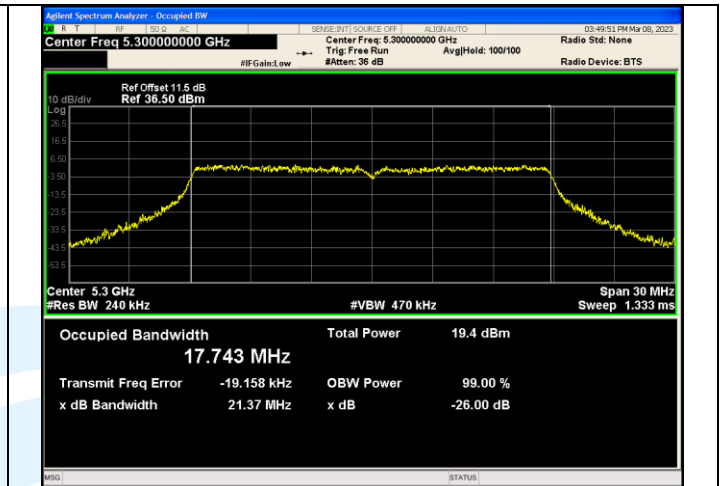 Agilent Spectrum Analyzer - Occupied BW
R T RF 50 Ω AC SENSE:INT SOURCE OFF ALIGN AUTO 03:49:51 PM Mar 08, 2023
Center Freq 5.300000000 GHz Center Freq: 5.300000000 GHz Radio Std: None
Trig: Free Run Avg|Hold: 100/100
#IFGain:Low #Atten: 36 dB Radio Device: BTS
Ref Offset 11.5 dB
10 dB/div Ref 36.50 dBm
Log
26.5
16.5
6.50
-3.50
-13.5
-23.5
-33.5
-43.5
-53.5
Center 5.3 GHz Span 30 MHz
#Res BW 240 kHz #VBW 470 kHz Sweep 1.333 ms
Occupied Bandwidth Total Power 19.4 dBm
17.743 MHz
Transmit Freq Error -19.158 kHz OBW Power 99.00 %
x dB Bandwidth 21.37 MHz x dB -26.00 dB
MSG STATUS